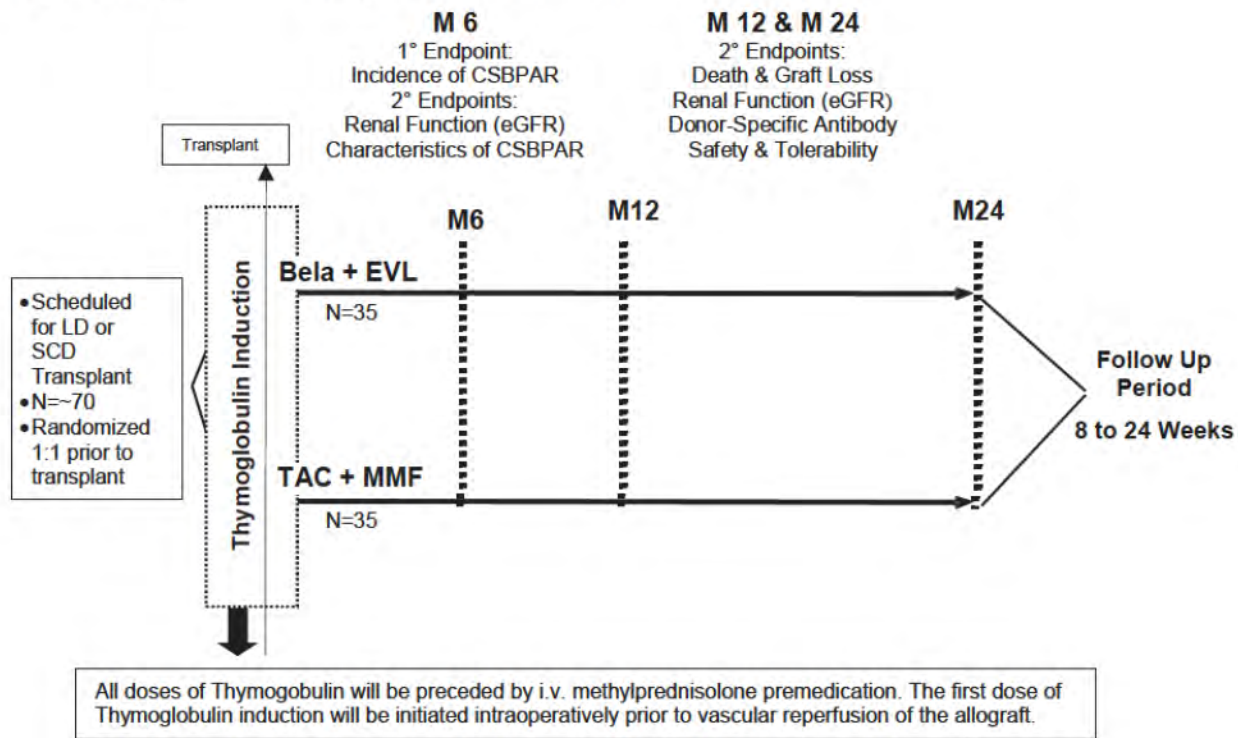 M 6
1° Endpoint:
Incidence of CSBPAR
2° Endpoints:
Renal Function (eGFR)
Characteristics of CSBPAR
M 12 & M 24
2° Endpoints:
Death & Graft Loss
Renal Function (eGFR)
Donor-Specific Antibody
Safety & Tolerability
Transplant
M6
M12
M24
•Scheduled
for LD or
SCD
Transplant
•N=~70
•Randomized
1:1 prior to
transplant
Thymoglobulin Induction
Bela + EVL
N=35
TAC + MMF
N=35
Follow Up
Period
8 to 24 Weeks
All doses of Thymogobulin will be preceded by i.v. methylprednisolone premedication. The first dose of
Thymoglobulin induction will be initiated intraoperatively prior to vascular reperfusion of the allograft.